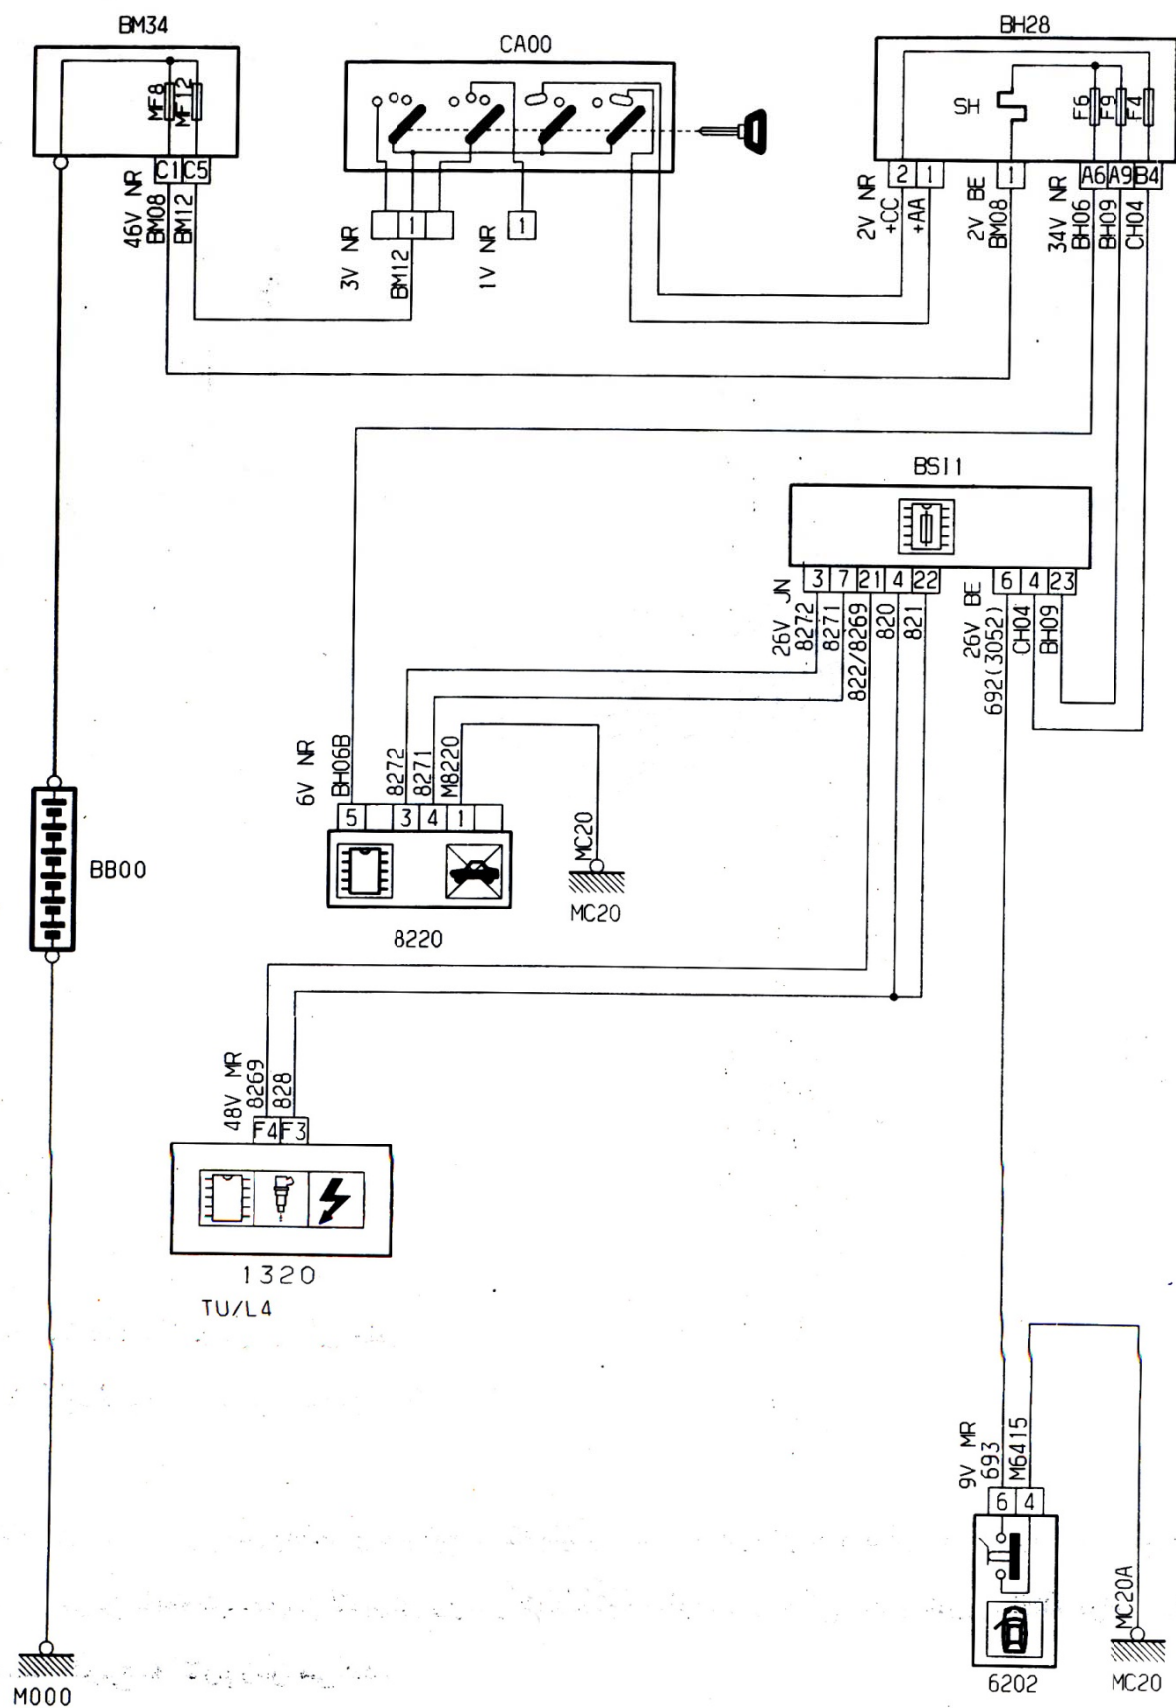 BM34
CA00
BH28
MF8
MF12
SH
F6
F9
F4
C1 C5
46V NR
BM08
BM12
1
3V NR
BM12
1
1V NR
2 1
2V NR
+CC
+AA
1
2V BE
BM08
A6 A9 B4
34V NR
BH06
BH09
CH04
BSI1
3 7 21 4 22
26V JN
8272
8271
822/8269
820
821
6 4 23
26V BE
692(3052)
CH04
BH09
6V NR
BH06B
8272
8271
M8220
5 3 4 1
8220
MC20
MC20
BB00
48V MR
8269
828
F4 F3
1320
TU/L4
9V MR
693
M6415
6 4
6202
MC20A
MC20
M000